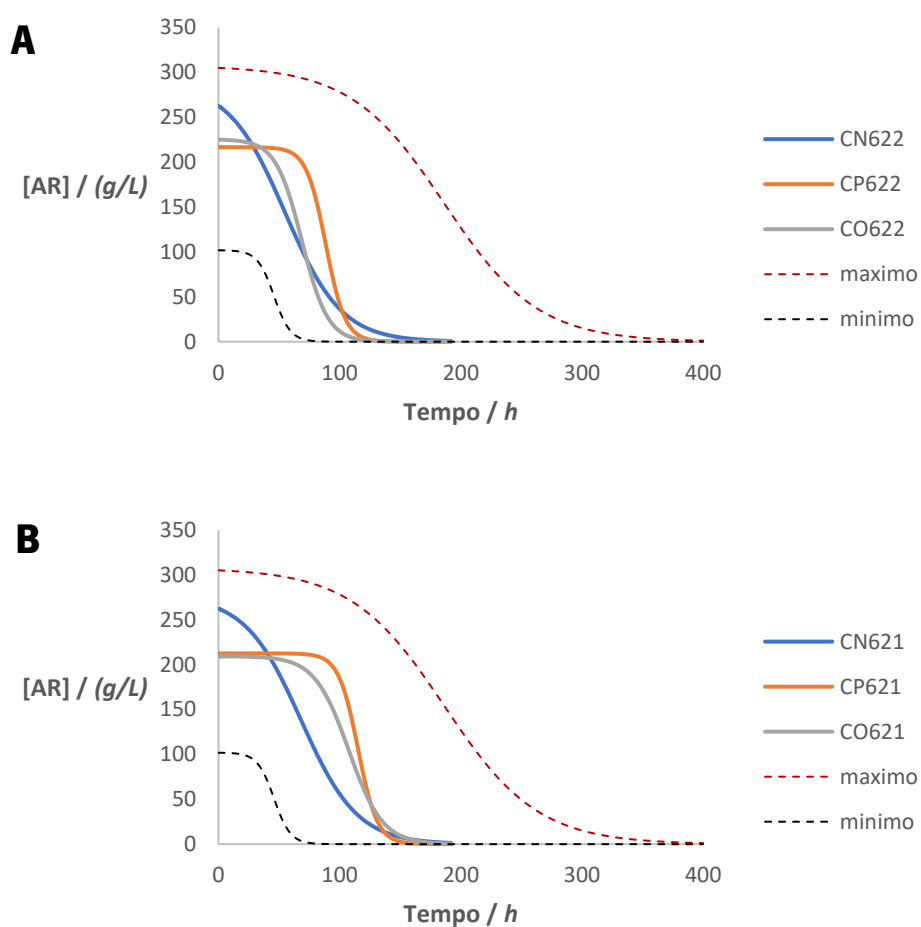 A
350
300
250
200
150
100
50
0
[AR] / (g/L)
0 100 200 300 400
Tempo / h
CN622
CP622
CO622
maximo
minimo
B
350
300
250
200
150
100
50
0
[AR] / (g/L)
0 100 200 300 400
Tempo / h
CN621
CP621
CO621
maximo
minimo